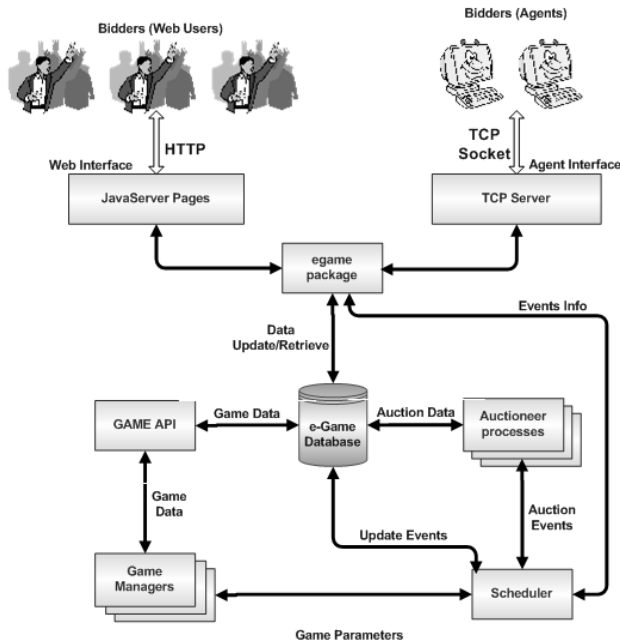 Bidders (Web Users)
Bidders (Agents)
HTTP
TCP
Socket
Web Interface
Agent Interface
JavaServer Pages
TCP Server
egame
package
Events Info
Data
Update/Retrieve
GAME API
Game Data
e-Game
Database
Auction Data
Auctioneer
processes
Game
Data
Auction
Events
Update Events
Game
Managers
Scheduler
Game Parameters